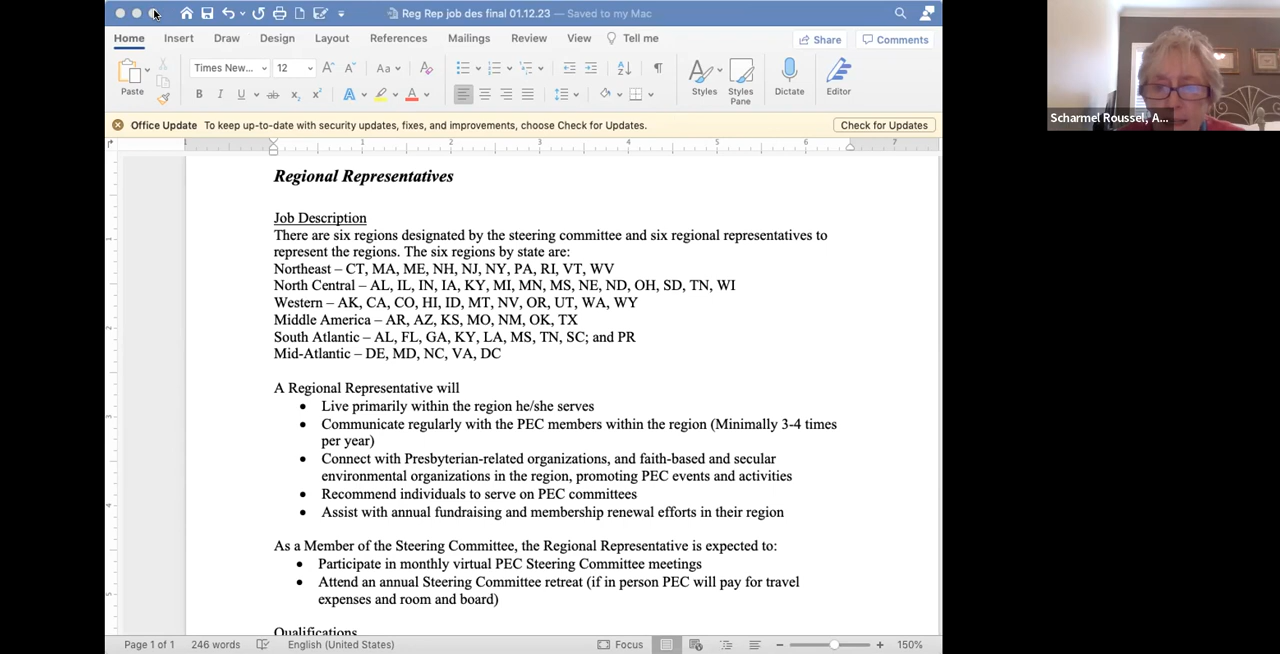 Reg Rep job des final 01.12.23 — Saved to my Mac
Home Insert Draw Design Layout References Mailings Review View Tell me Share Comments
Times New... 12 Aa
Paste B I U ab x₂ x² A A Styles Styles Pane Dictate Editor
Office Update To keep up-to-date with security updates, fixes, and improvements, choose Check for Updates. Check for Updates
1 2 3 4 5 6 7
Regional Representatives
Job Description
There are six regions designated by the steering committee and six regional representatives to
represent the regions. The six regions by state are:
Northeast – CT, MA, ME, NH, NJ, NY, PA, RI, VT, WV
North Central – AL, IL, IN, IA, KY, MI, MN, MS, NE, ND, OH, SD, TN, WI
Western – AK, CA, CO, HI, ID, MT, NV, OR, UT, WA, WY
Middle America – AR, AZ, KS, MO, NM, OK, TX
South Atlantic – AL, FL, GA, KY, LA, MS, TN, SC; and PR
Mid-Atlantic – DE, MD, NC, VA, DC
A Regional Representative will
• Live primarily within the region he/she serves
• Communicate regularly with the PEC members within the region (Minimally 3-4 times
per year)
• Connect with Presbyterian-related organizations, and faith-based and secular
environmental organizations in the region, promoting PEC events and activities
• Recommend individuals to serve on PEC committees
• Assist with annual fundraising and membership renewal efforts in their region
As a Member of the Steering Committee, the Regional Representative is expected to:
• Participate in monthly virtual PEC Steering Committee meetings
• Attend an annual Steering Committee retreat (if in person PEC will pay for travel
expenses and room and board)
Qualifications
Page 1 of 1 246 words English (United States) Focus 150%
Scharmel Roussel, A...